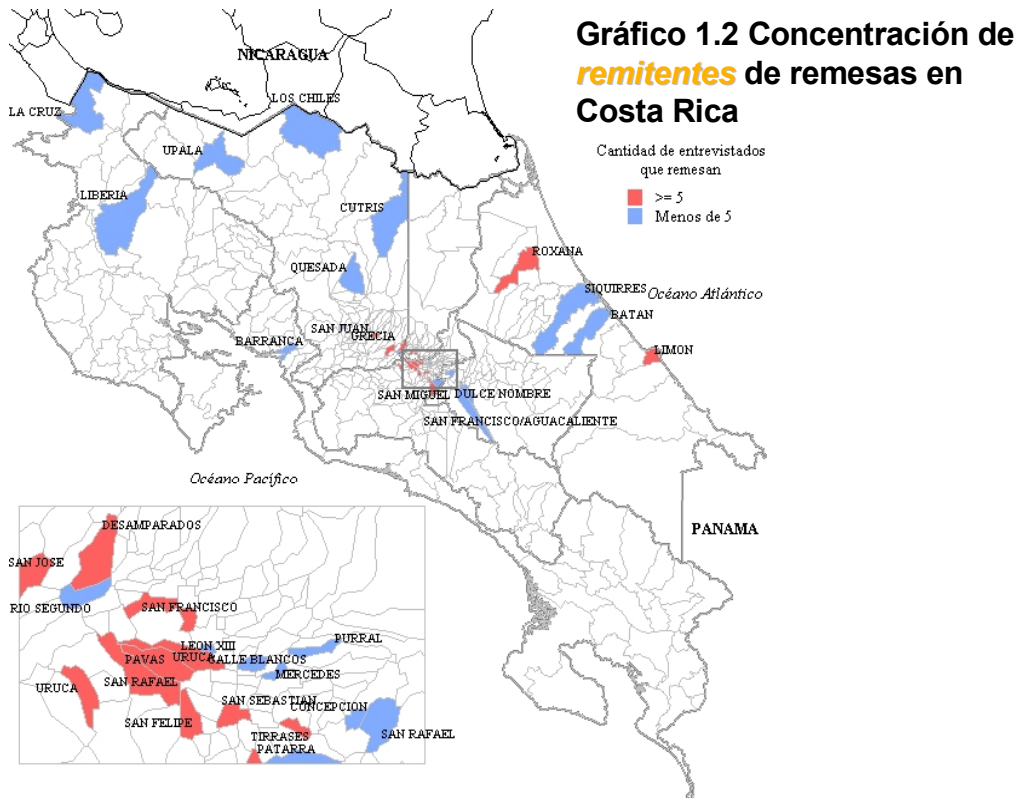 Gráfico 1.2 Concentración de
remitentes de remesas en
Costa Rica
Cantidad de entrevistados
que remesan
>= 5
Menos de 5
NICARAGUA
LA CRUZ
LOS CHILES
UPALA
LIBERIA
CUTRIS
QUESADA
ROXANA
SIQUIRRES
Océano Atlántico
BATAN
SAN JUAN
GRECIA
BARRANCA
LIMON
SAN MIGUEL
DULCE NOMBRE
SAN FRANCISCO/AGUACALIENTE
Océano Pacífico
PANAMA
DESAMPARADOS
SAN JOSE
RIO SEGUNDO
SAN FRANCISCO
PURRAL
LEON XIII
PAVAS
URUCA
CALLE BLANCOS
MERCEDES
URUCA
SAN RAFAEL
SAN SEBASTIAN
CONCEPCION
SAN FELIPE
TIRRASES
SAN RAFAEL
PATARRA